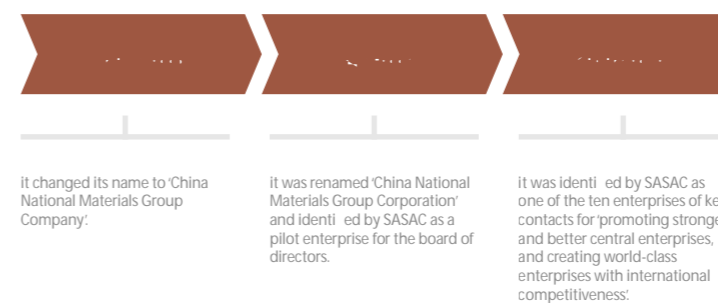 it changed its name to ‘China
National Materials Group
Company’.
it was renamed ‘China National
Materials Group Corporation’
and identi ed by SASAC as a
pilot enterprise for the board of
directors.
it was identi ed by SASAC as
one of the ten enterprises of
contacts for ‘promoting
and better central enterprises,
and creating world-class
enterprises with international
competitiveness’.